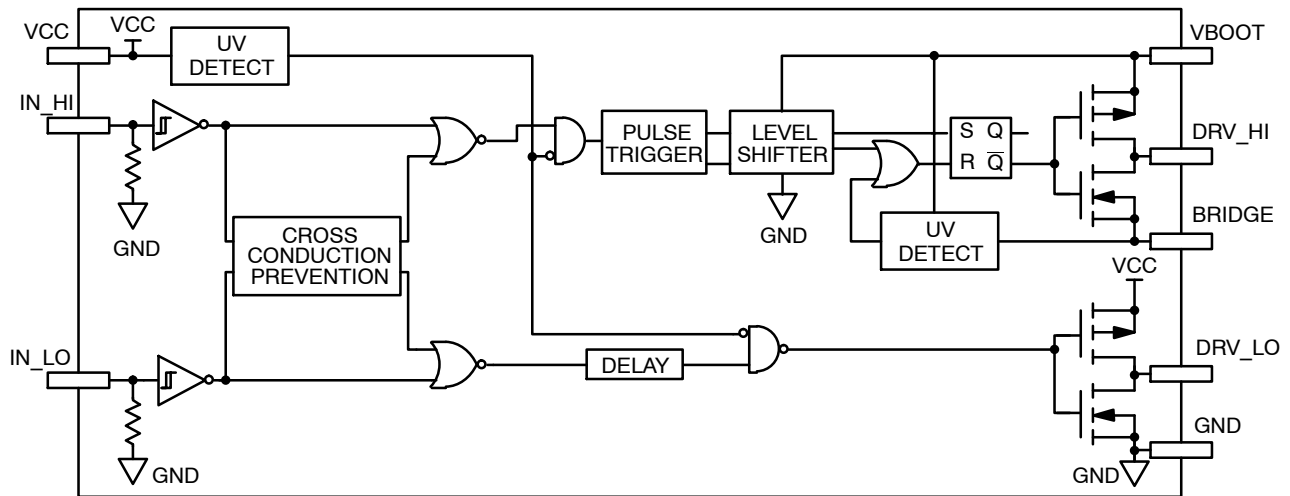 VCC
VCC
UV
DETECT
VBOOT
IN_HI
PULSE
TRIGGER
LEVEL
SHIFTER
S Q
R Q̅
DRV_HI
GND
GND
CROSS
CONDUCTION
PREVENTION
UV
DETECT
BRIDGE
VCC
IN_LO
DELAY
DRV_LO
GND
GND
GND